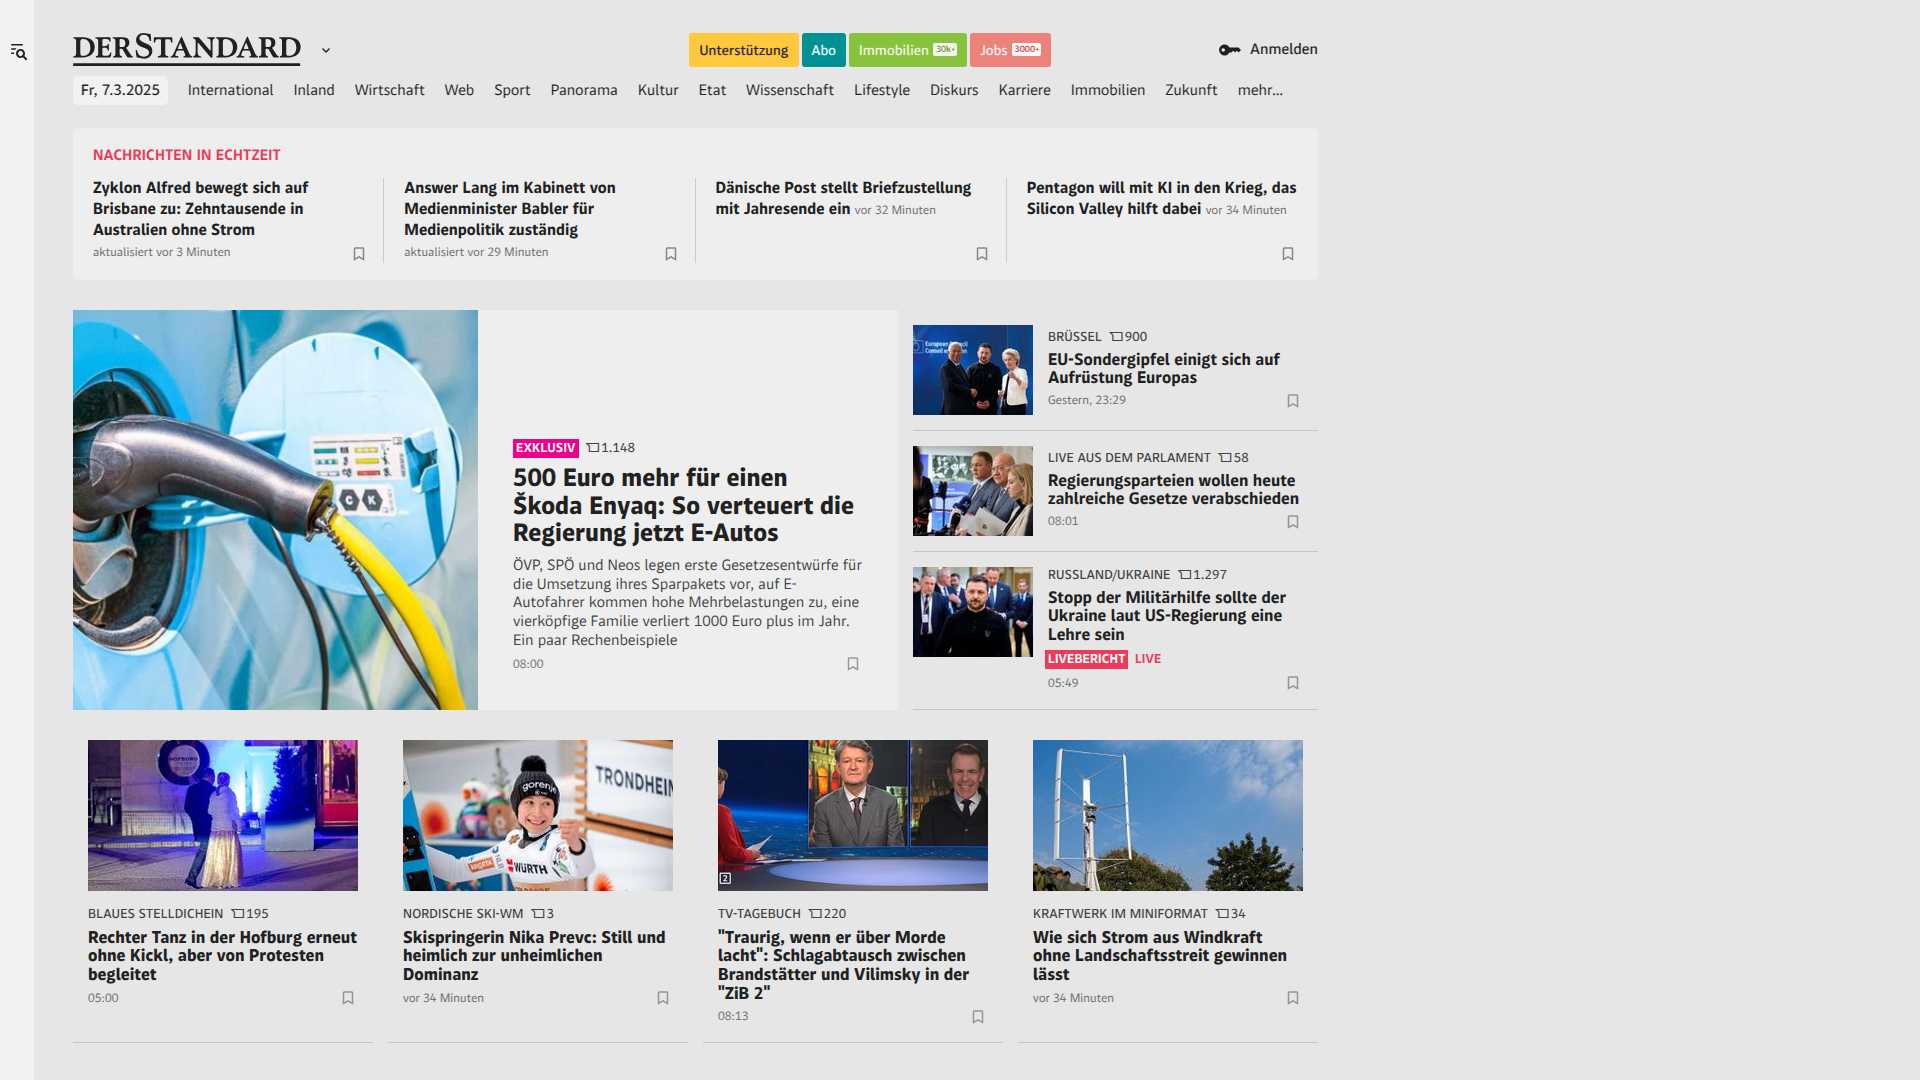 DERSTANDARD
Unterstützung
Abo
Immobilien 30k+
Jobs 3000+
Anmelden
Fr, 7.3.2025
International
Inland
Wirtschaft
Web
Sport
Panorama
Kultur
Etat
Wissenschaft
Lifestyle
Diskurs
Karriere
Immobilien
Zukunft
mehr...
NACHRICHTEN IN ECHTZEIT
Zyklon Alfred bewegt sich auf
Brisbane zu: Zehntausende in
Australien ohne Strom
aktualisiert vor 3 Minuten
Answer Lang im Kabinett von
Medienminister Babler für
Medienpolitik zuständig
aktualisiert vor 29 Minuten
Dänische Post stellt Briefzustellung
mit Jahresende ein vor 32 Minuten
Pentagon will mit KI in den Krieg, das
Silicon Valley hilft dabei vor 34 Minuten
C K
EXKLUSIV 1.148
500 Euro mehr für einen
Škoda Enyaq: So verteuert die
Regierung jetzt E-Autos
ÖVP, SPÖ und Neos legen erste Gesetzesentwürfe für
die Umsetzung ihres Sparpakets vor, auf E-
Autofahrer kommen hohe Mehrbelastungen zu, eine
vierköpfige Familie verliert 1000 Euro plus im Jahr.
Ein paar Rechenbeispiele
08:00
European Council
BRÜSSEL 900
EU-Sondergipfel einigt sich auf
Aufrüstung Europas
Gestern, 23:29
LIVE AUS DEM PARLAMENT 58
Regierungsparteien wollen heute
zahlreiche Gesetze verabschieden
08:01
RUSSLAND/UKRAINE 1.297
Stopp der Militärhilfe sollte der
Ukraine laut US-Regierung eine
Lehre sein
LIVEBERICHT LIVE
05:49
HOFBURG
BLAUES STELLDICHEIN 195
Rechter Tanz in der Hofburg erneut
ohne Kickl, aber von Protesten
begleitet
05:00
TRONDHEIM
gorenje
WÜRTH
NORDISCHE SKI-WM 3
Skispringerin Nika Prevc: Still und
heimlich zur unheimlichen
Dominanz
vor 34 Minuten
2
TV-TAGEBUCH 220
"Traurig, wenn er über Morde
lacht": Schlagabtausch zwischen
Brandstätter und Vilimsky in der
"ZiB 2"
08:13
KRAFTWERK IM MINIFORMAT 34
Wie sich Strom aus Windkraft
ohne Landschaftsstreit gewinnen
lässt
vor 34 Minuten